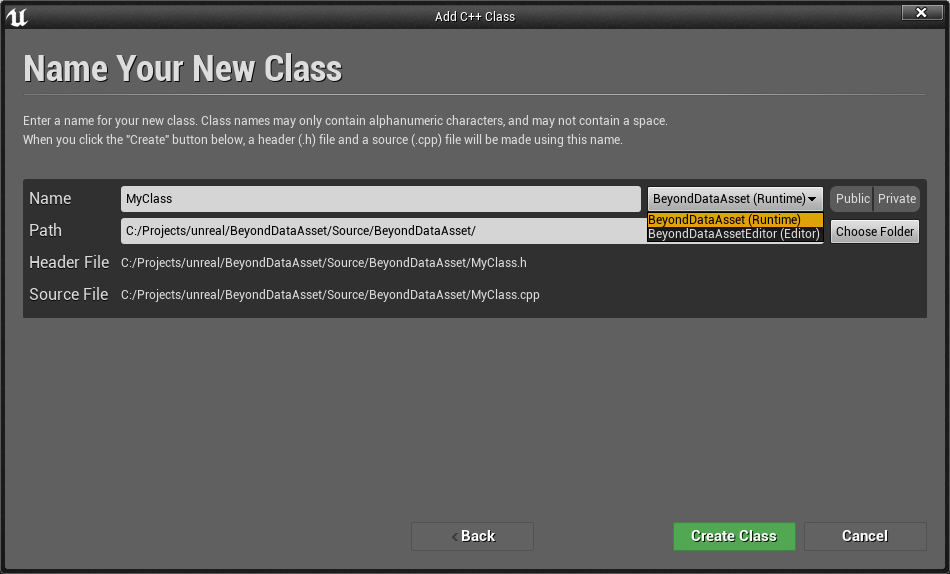 Add C++ Class
Name Your New Class
Enter a name for your new class. Class names may only contain alphanumeric characters, and may not contain a space.
When you click the "Create" button below, a header (.h) file and a source (.cpp) file will be made using this name.
Name MyClass BeyondDataAsset (Runtime) Public Private
BeyondDataAsset (Runtime)
BeyondDataAssetEditor (Editor)
Path C:/Projects/unreal/BeyondDataAsset/Source/BeyondDataAsset/ Choose Folder
Header File C:/Projects/unreal/BeyondDataAsset/Source/BeyondDataAsset/MyClass.h
Source File C:/Projects/unreal/BeyondDataAsset/Source/BeyondDataAsset/MyClass.cpp
Back Create Class Cancel